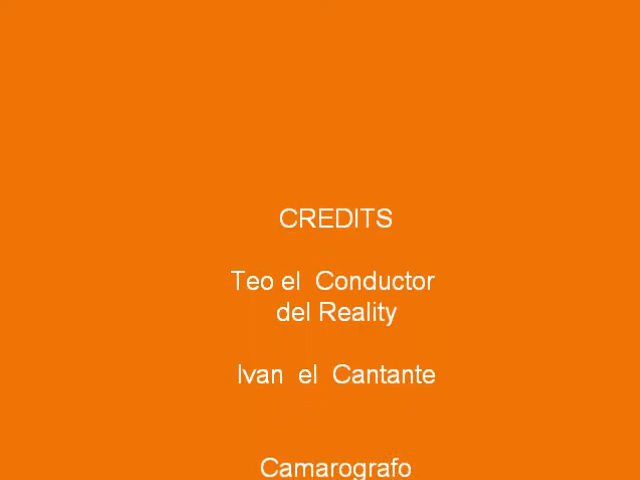 CREDITS
Teo el  Conductor
del Reality
Ivan  el  Cantante
Camarografo